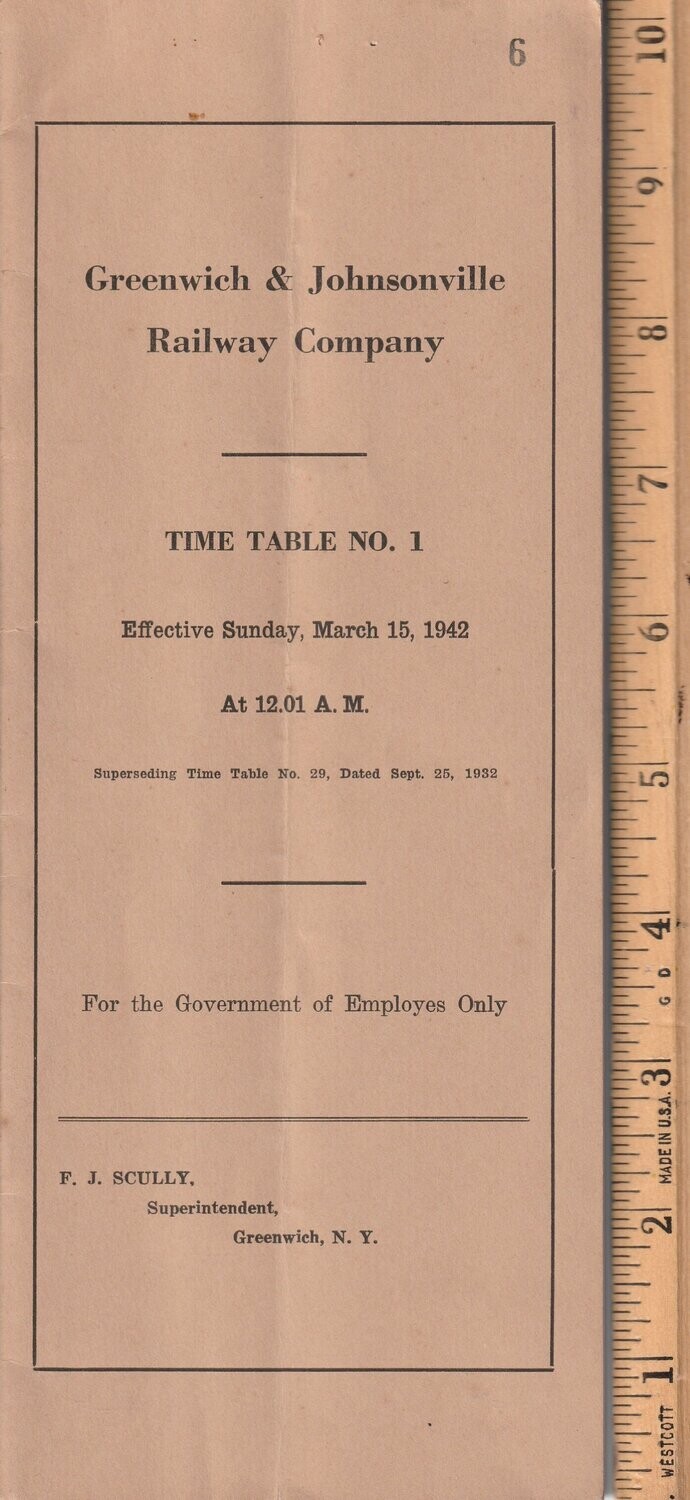 6
Greenwich & Johnsonville
Railway Company
TIME TABLE NO. 1
Effective Sunday, March 15, 1942
At 12.01 A. M.
Superseding Time Table No. 29, Dated Sept. 25, 1932
For the Government of Employes Only
F. J. SCULLY,
Superintendent,
Greenwich, N. Y.
10
9
8
7
6
5
4
G D
3
MADE IN U.S.A.
2
1
WESTCOTT